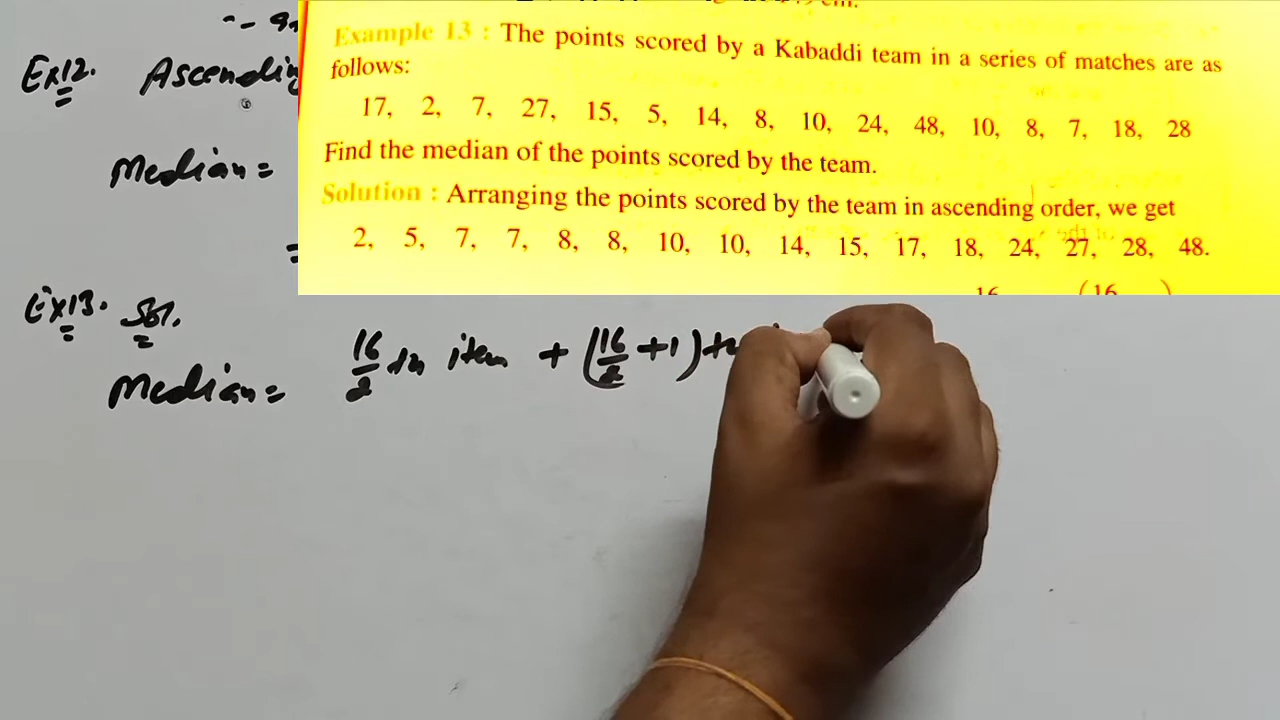 cm.
Example 13 : The points scored by a Kabaddi team in a series of matches are as
follows:
17, 2, 7, 27, 15, 5, 14, 8, 10, 24, 48, 10, 8, 7, 18, 28
Find the median of the points scored by the team.
Solution : Arranging the points scored by the team in ascending order, we get
2, 5, 7, 7, 8, 8, 10, 10, 14, 15, 17, 18, 24, 27, 28, 48.
16 (16 )
Ex12. Ascendin
Median =
=
Ex13. Sol.
Median = 16/2 th item + (16/2 +1) th